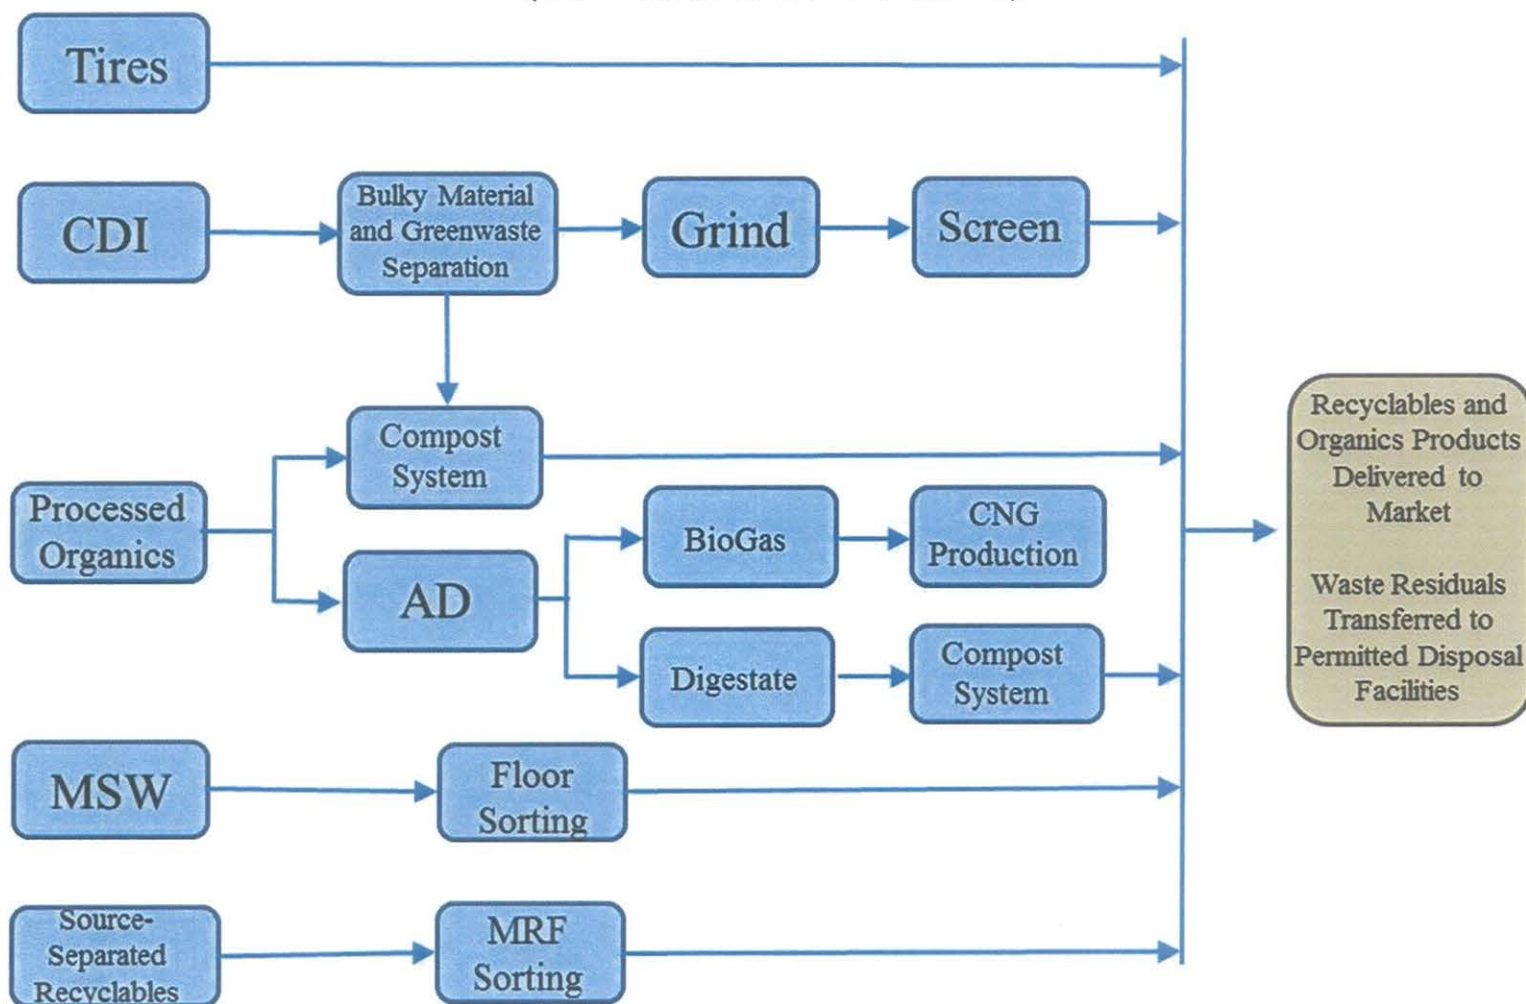 Tires
CDI
Bulky Material
and Greenwaste
Separation
Grind
Screen
Compost
System
Processed
Organics
AD
BioGas
CNG
Production
Digestate
Compost
System
MSW
Floor
Sorting
Source-
Separated
Recyclables
MRF
Sorting
Recyclables and
Organics Products
Delivered to
Market
Waste Residuals
Transferred to
Permitted Disposal
Facilities